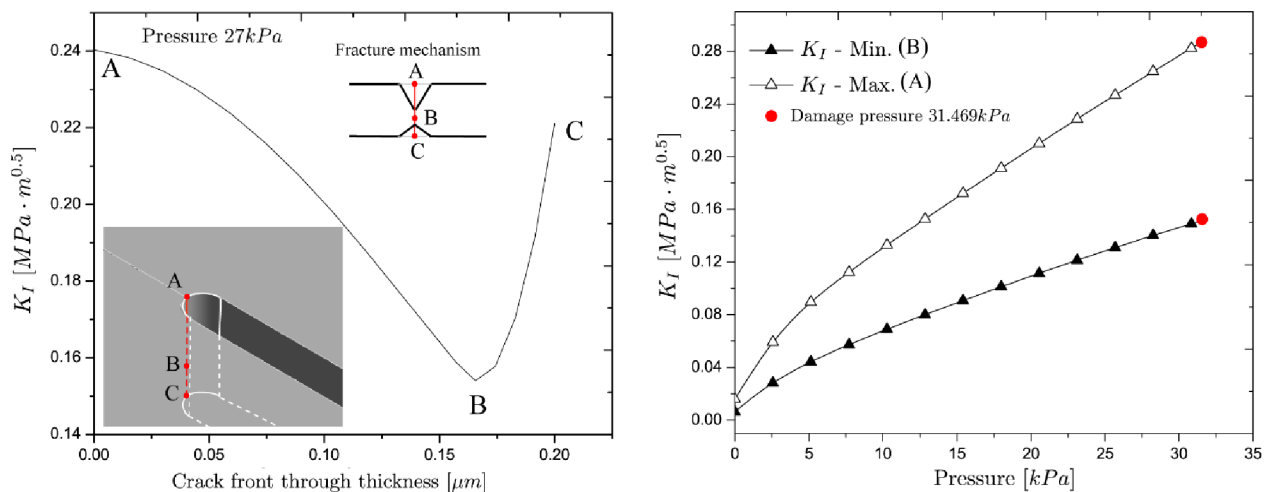 Pressure 27kPa
Fracture mechanism
A
B
C
A
B
C
A
B
C
0.24
0.22
0.20
0.18
0.16
0.14
K_I [MPa · m^{0.5}]
0.00
0.05
0.10
0.15
0.20
Crack front through thickness [μm]
K_I - Min. (B)
K_I - Max. (A)
Damage pressure 31.469kPa
0.28
0.24
0.20
0.16
0.12
0.08
0.04
0.00
K_I [MPa · m^{0.5}]
0
5
10
15
20
25
30
35
Pressure [kPa]